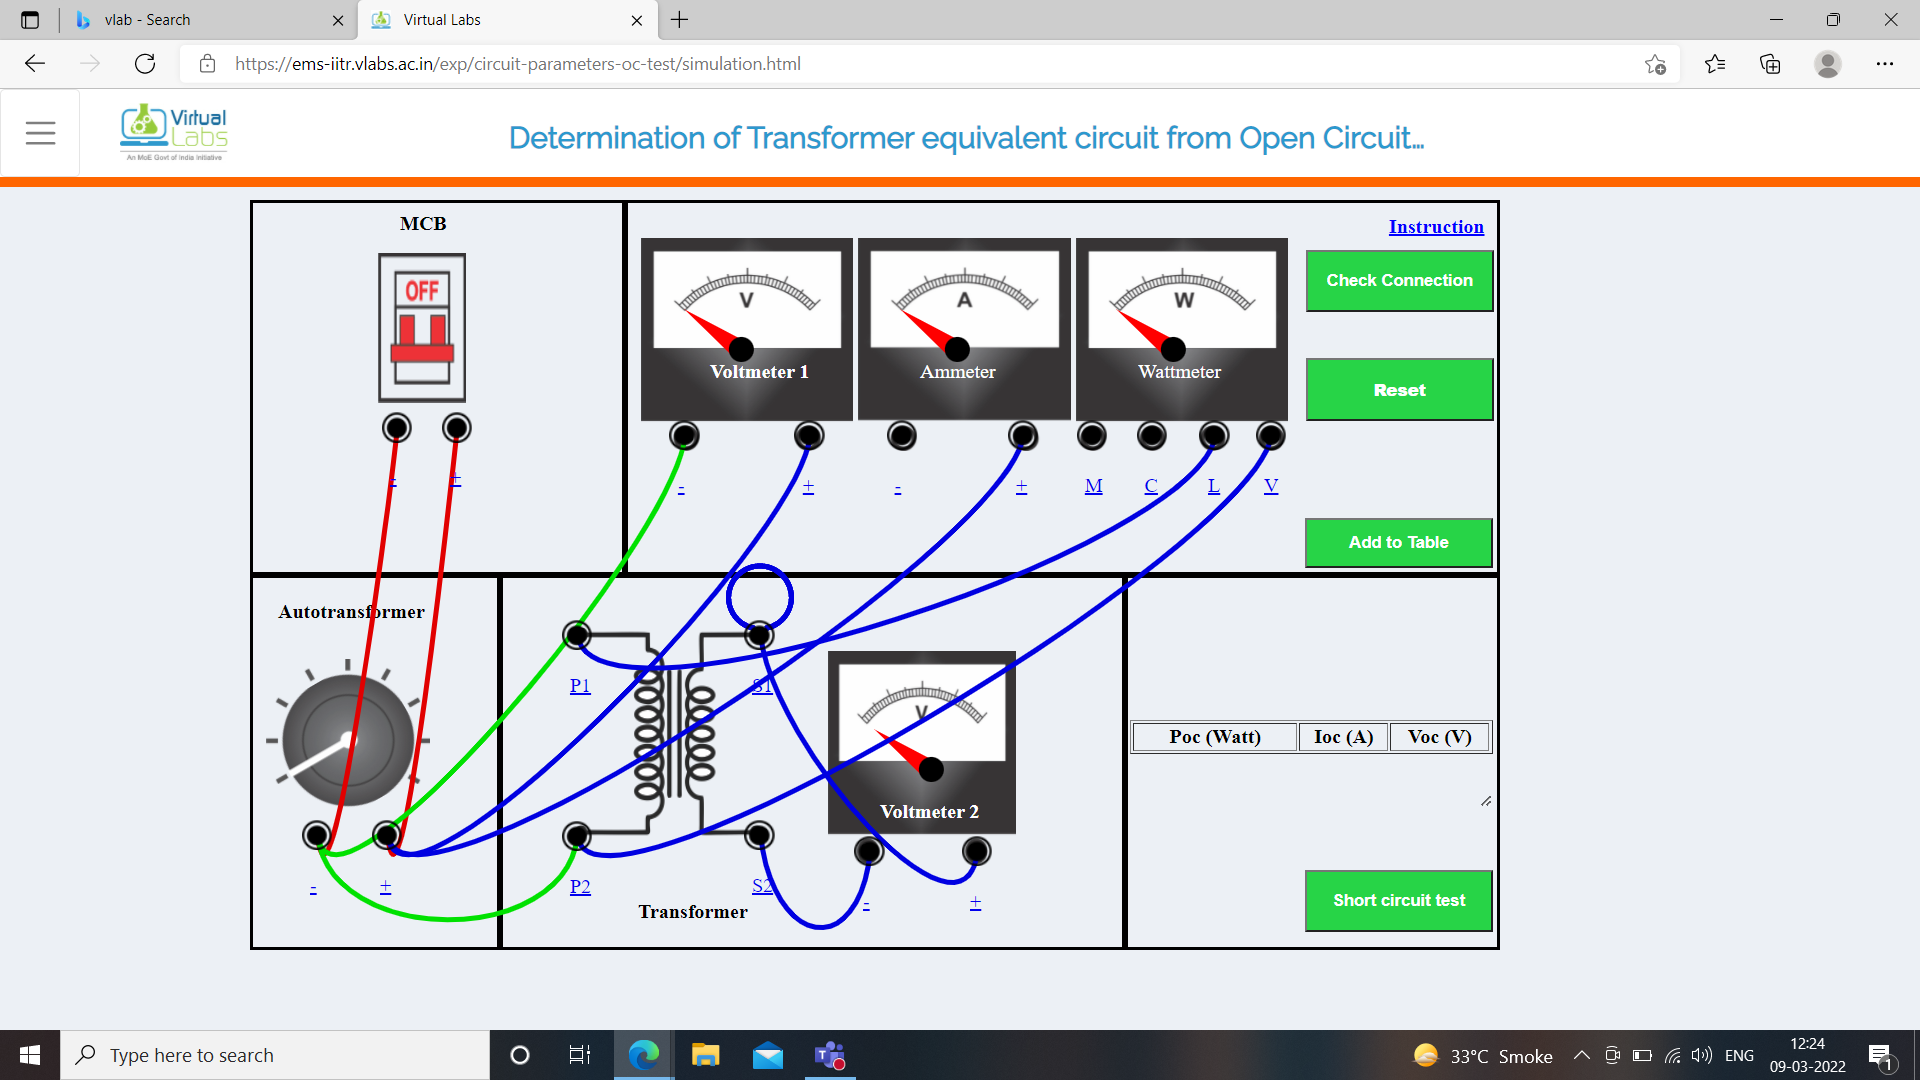 vlab - Search
Virtual Labs
https://ems-iitr.vlabs.ac.in/exp/circuit-parameters-oc-test/simulation.html
Virtual Labs
An MoE Govt of India Initiative
Determination of Transformer equivalent circuit from Open Circuit...
MCB
OFF
- +
V
Voltmeter 1
- +
A
Ammeter
- +
W
Wattmeter
M C L V
Instruction
Check Connection
Reset
Add to Table
Autotransformer
- +
P1
S1
P2
S2
Transformer
V
Voltmeter 2
- +
Poc (Watt) Ioc (A) Voc (V)
Short circuit test
Type here to search
33°C Smoke
ENG
12:24
09-03-2022
1